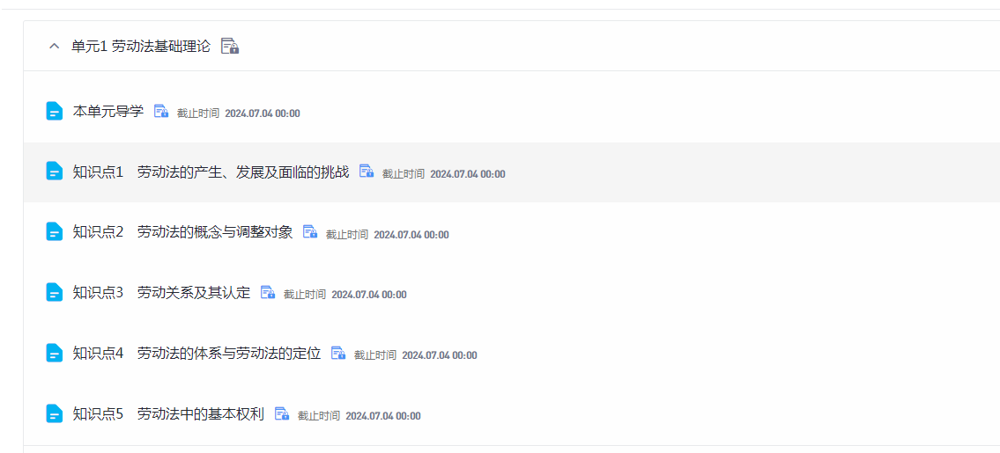 单元1 劳动法基础理论
本单元导学 截止时间 2024.07.04 00:00
知识点1 劳动法的产生、发展及面临的挑战 截止时间 2024.07.04 00:00
知识点2 劳动法的概念与调整对象 截止时间 2024.07.04 00:00
知识点3 劳动关系及其认定 截止时间 2024.07.04 00:00
知识点4 劳动法的体系与劳动法的定位 截止时间 2024.07.04 00:00
知识点5 劳动法中的基本权利 截止时间 2024.07.04 00:00